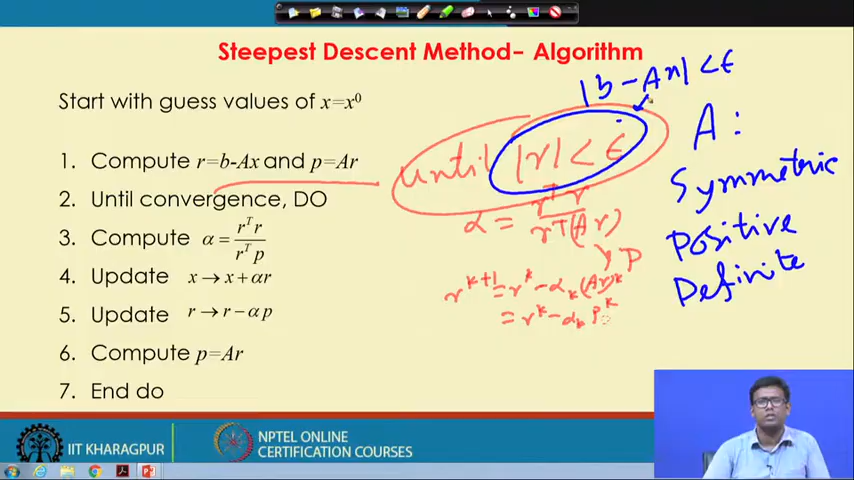 Steepest Descent Method- Algorithm
Start with guess values of x=x⁰
|b-Ax|<ε
1. Compute r=b-Ax and p=Ar
until |r| < ε
A:
Symmetric
Positive
Definite
2. Until convergence, DO
3. Compute α = rᵀr / rᵀp
α = rᵀr / rᵀ(Ar)
p
4. Update x → x + αr
rᵏ⁺¹ = rᵏ - αₖ(Ar)ᵏ
5. Update r → r - αp
= rᵏ - αₖ pᵏ
6. Compute p=Ar
7. End do
IIT KHARAGPUR
NPTEL ONLINE
CERTIFICATION COURSES